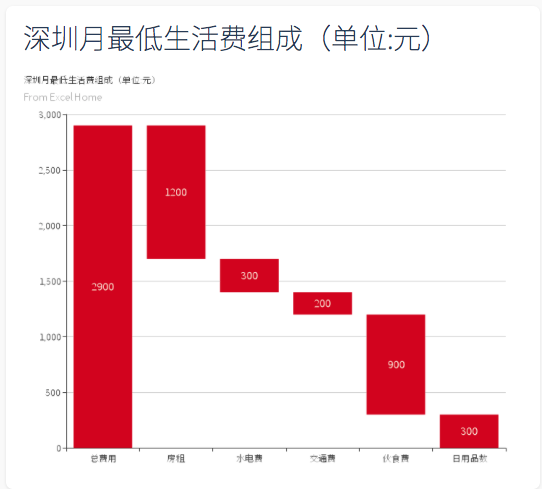 深圳月最低生活费组成（单位:元）
深圳月最低生活费组成（单位:元）
From ExcelHome
3,000
2,500
2,000
1,500
1,000
500
0
2900
1200
300
200
900
300
总费用
房租
水电费
交通费
伙食费
日用品数